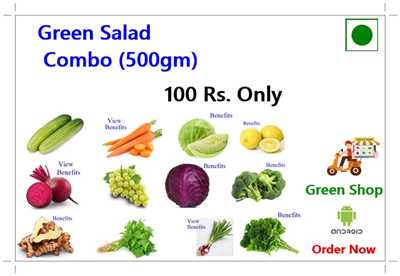 Green Salad
Combo (500gm)
100 Rs. Only
View
Benefits
Benefits
Benefits
View
Benefits
Benefits
Benefits
Green Shop
Benefits
Benefits
View
Benefits
Benefits
android
Order Now